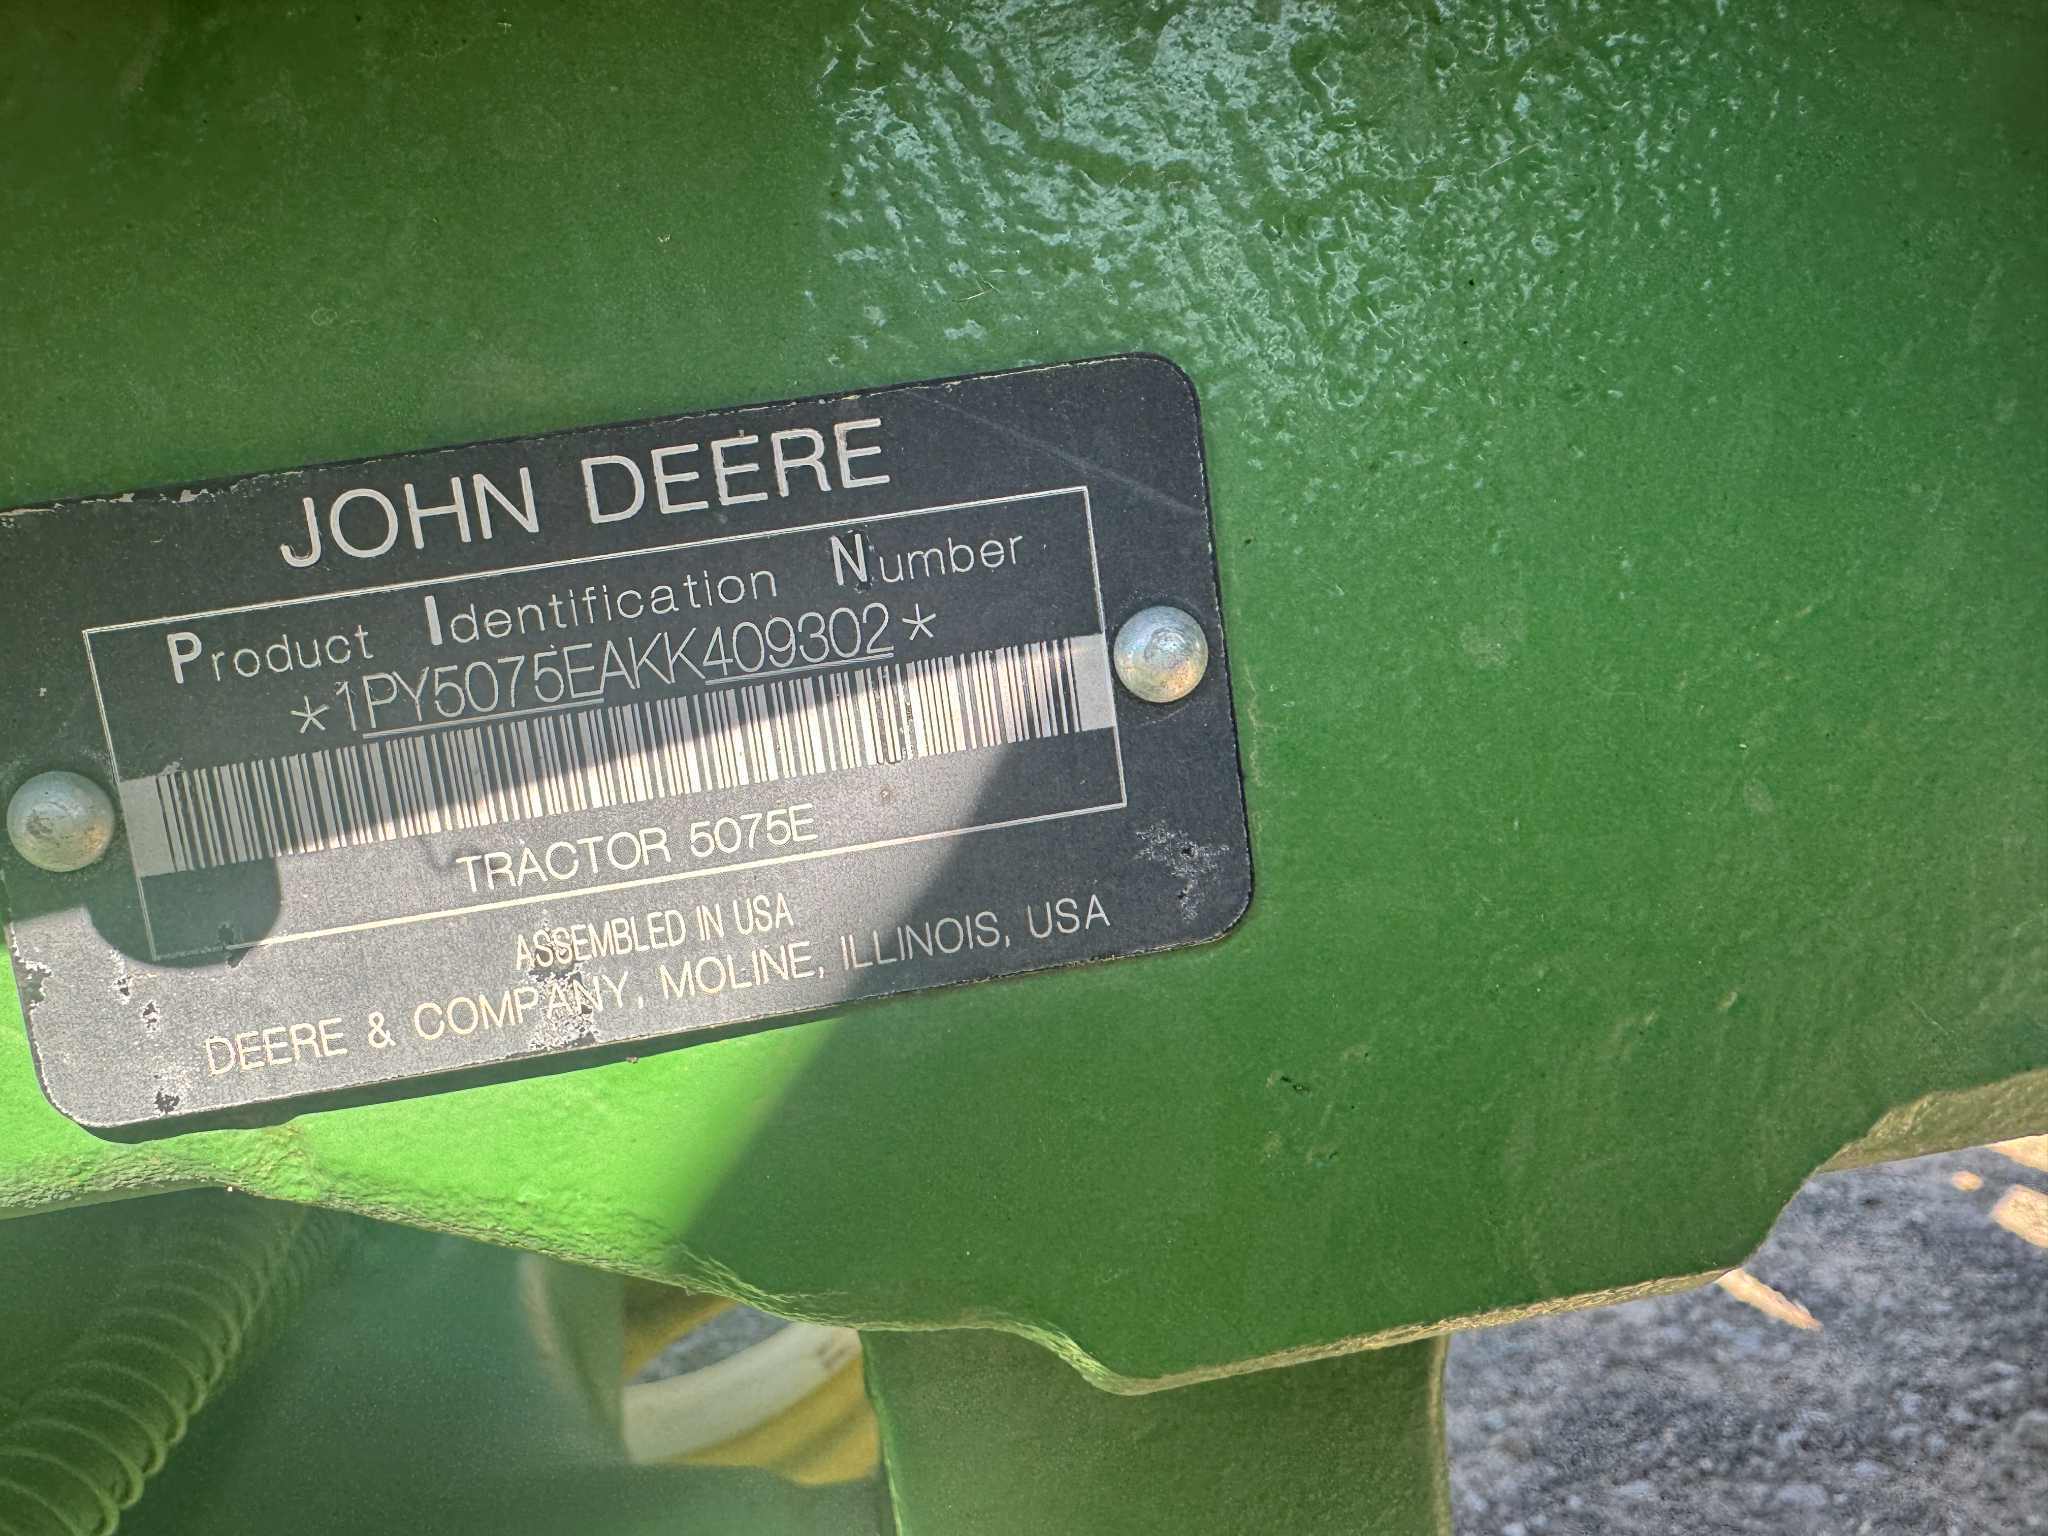 JOHN DEERE
Product Identification Number
*1PY5075EAKK409302*
TRACTOR 5075E
ASSEMBLED IN USA
DEERE & COMPANY, MOLINE, ILLINOIS, USA